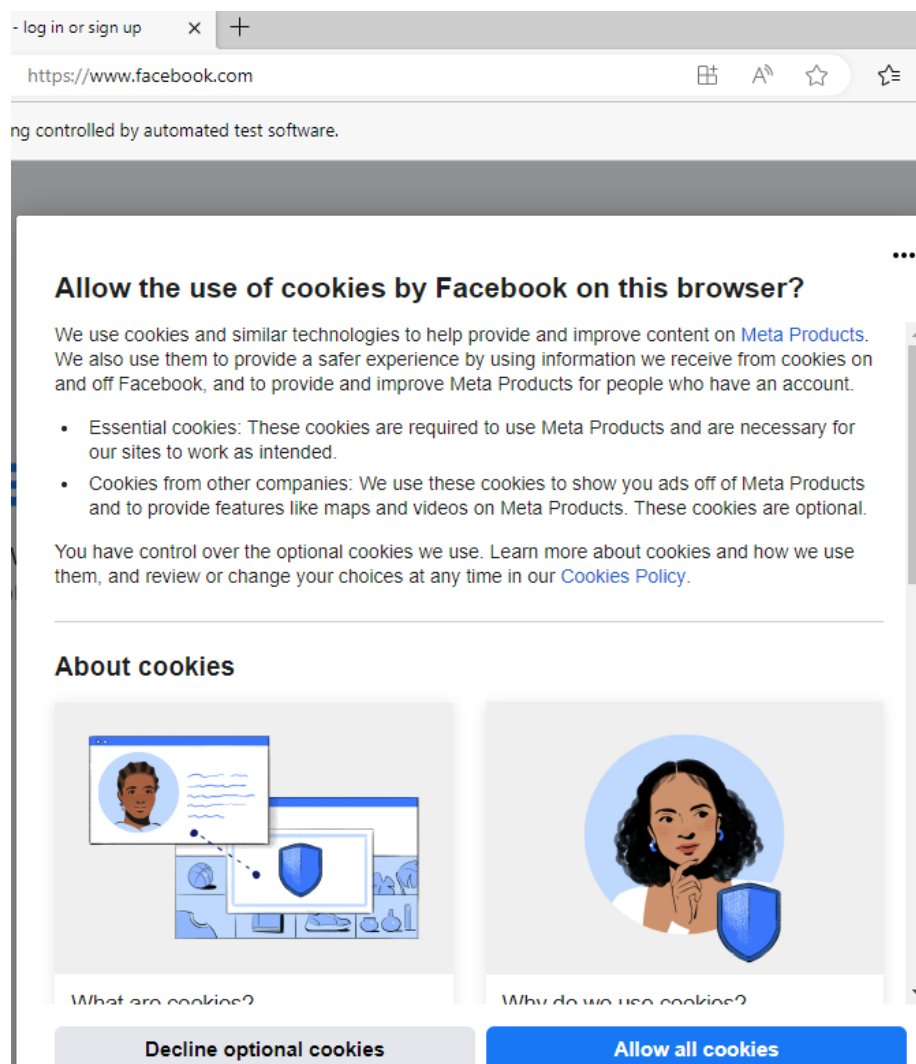 - log in or sign up
https://www.facebook.com
ng controlled by automated test software.
Allow the use of cookies by Facebook on this browser?
We use cookies and similar technologies to help provide and improve content on Meta Products.
We also use them to provide a safer experience by using information we receive from cookies on
and off Facebook, and to provide and improve Meta Products for people who have an account.
• Essential cookies: These cookies are required to use Meta Products and are necessary for
our sites to work as intended.
• Cookies from other companies: We use these cookies to show you ads off of Meta Products
and to provide features like maps and videos on Meta Products. These cookies are optional.
You have control over the optional cookies we use. Learn more about cookies and how we use
them, and review or change your choices at any time in our Cookies Policy.
About cookies
What are cookies?
Why do we use cookies?
Decline optional cookies
Allow all cookies